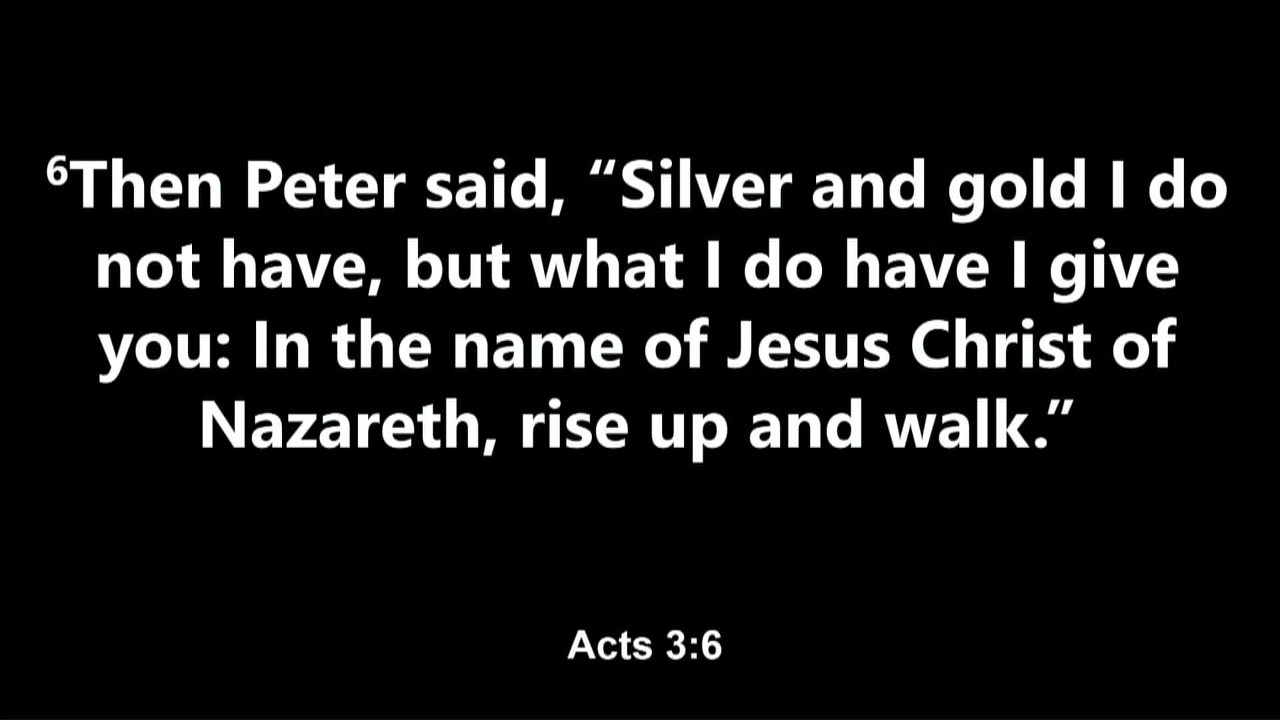 ⁶Then Peter said, “Silver and gold I do
not have, but what I do have I give
you: In the name of Jesus Christ of
Nazareth, rise up and walk.”
Acts 3:6